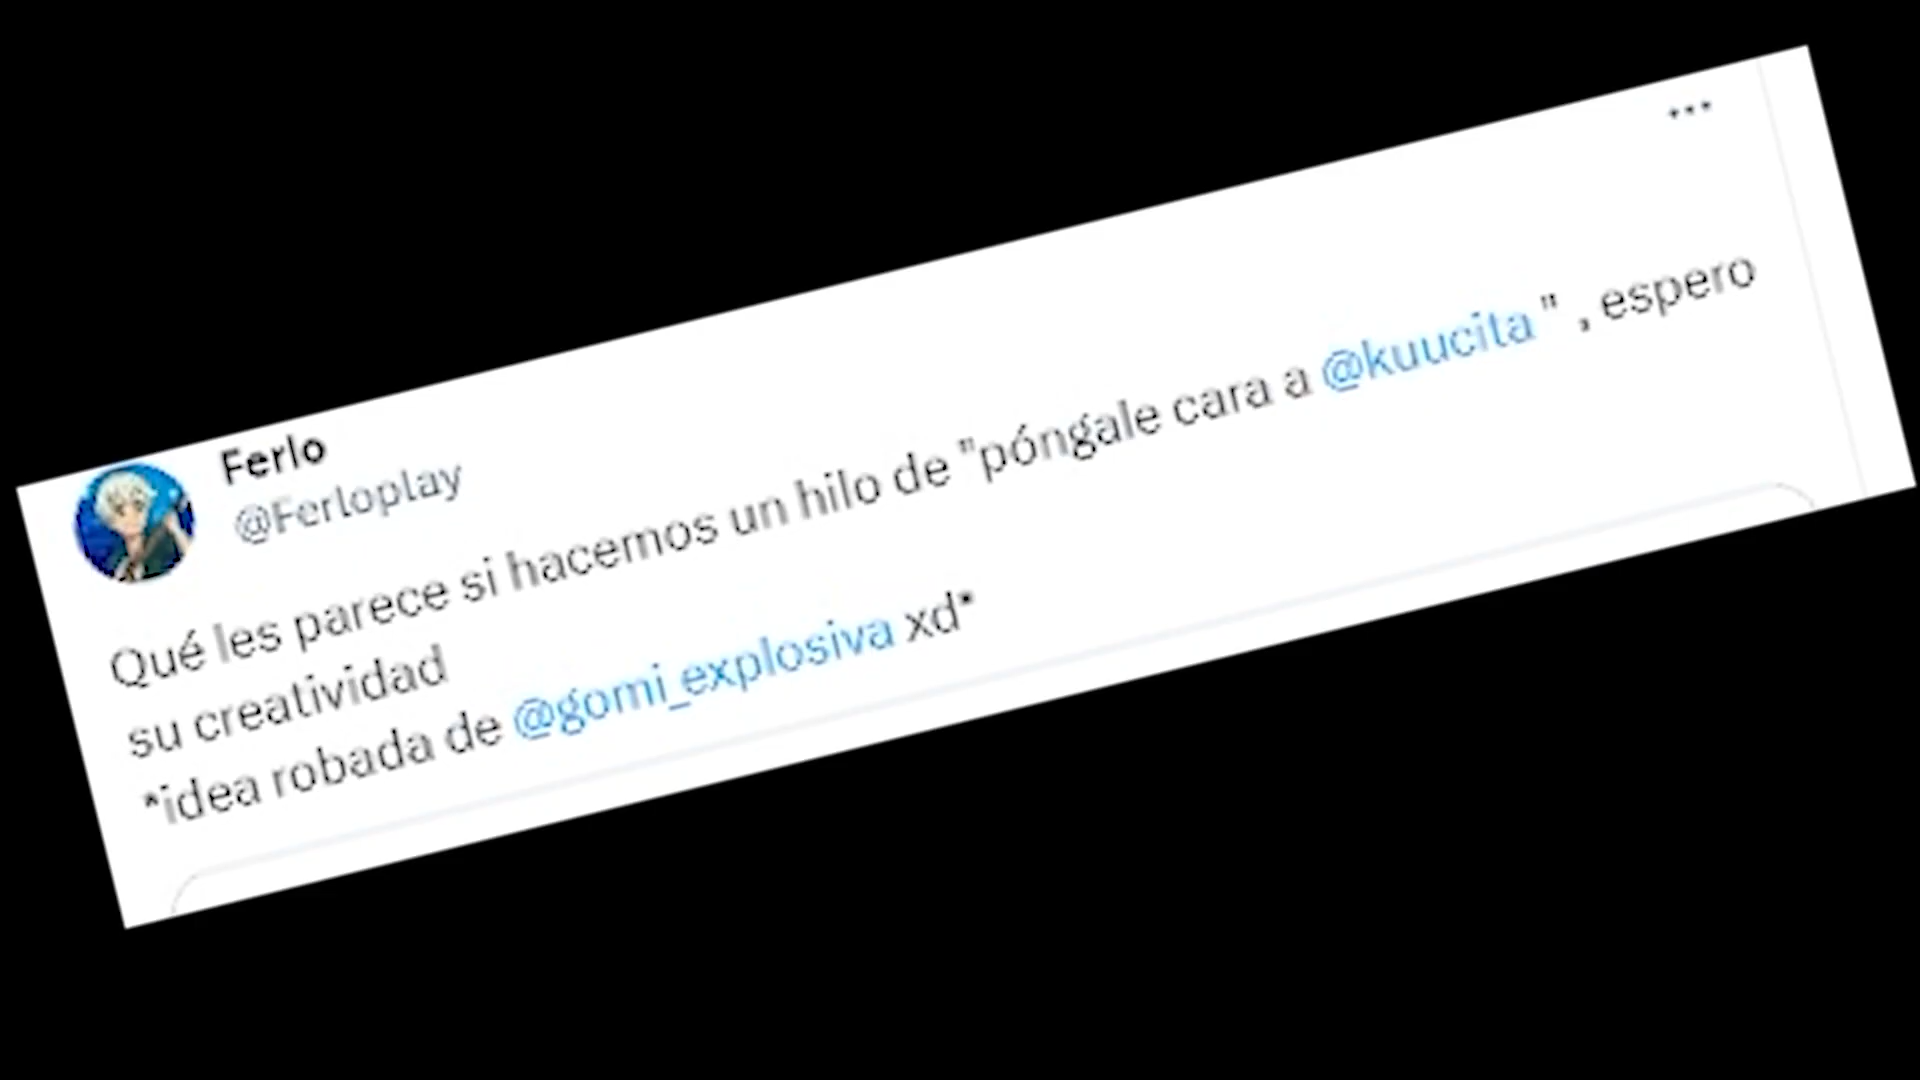 Ferlo
@Ferloplay
Qué les parece si hacemos un hilo de "póngale cara a @kuucita " , espero
su creatividad
*idea robada de @gomi_explosiva xd*